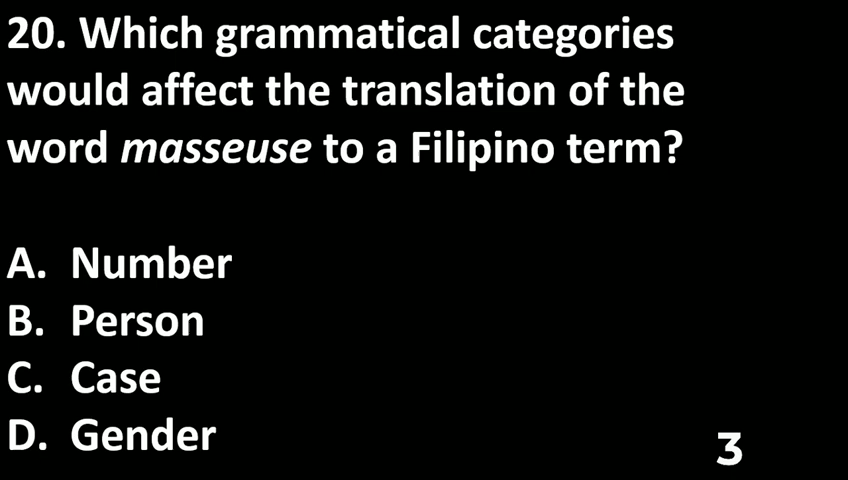 20. Which grammatical categories
would affect the translation of the
word masseuse to a Filipino term?
A. Number
B. Person
C. Case
D. Gender
3